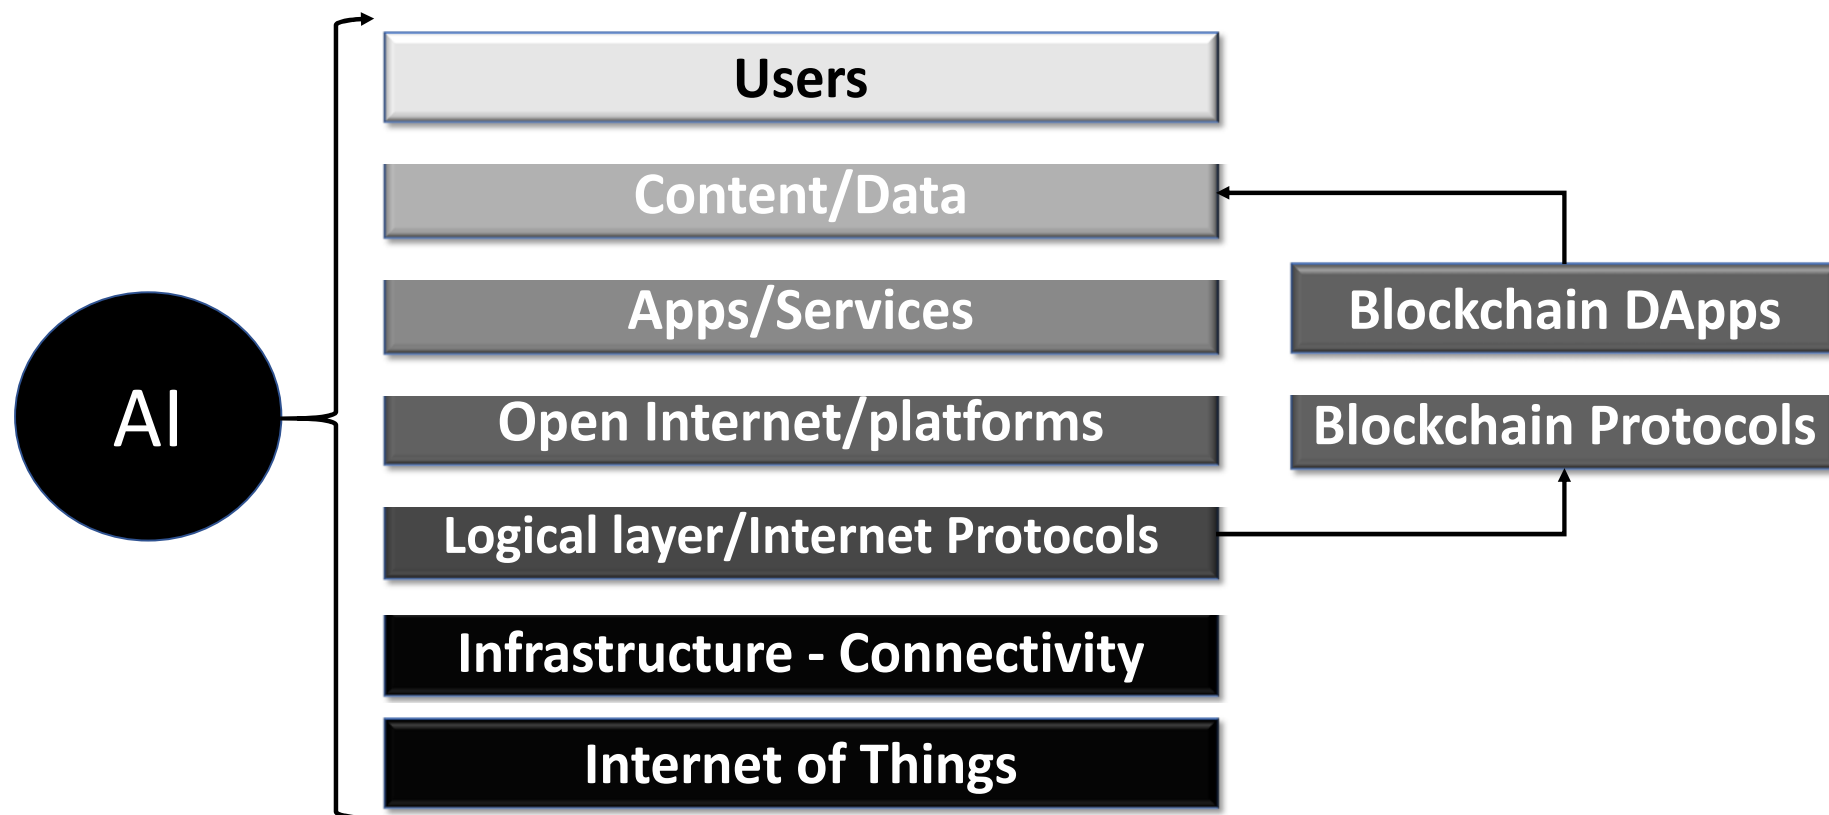 Users
Content/Data
Apps/Services
Blockchain DApps
AI
Open Internet/platforms
Blockchain Protocols
Logical layer/Internet Protocols
Infrastructure - Connectivity
Internet of Things